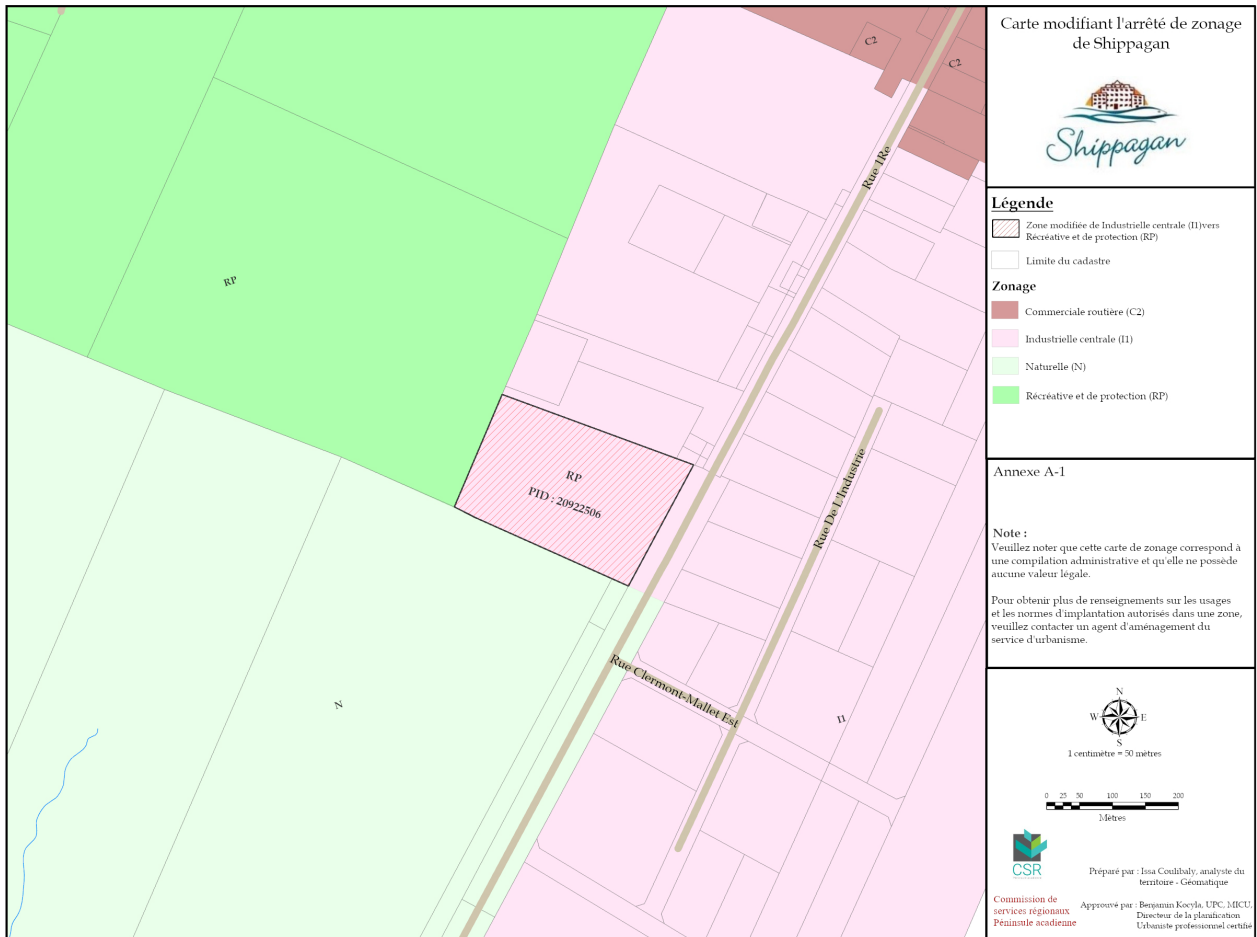 C2
C2
Rue 1Re
RP
RP
PID : 20922506
Rue De L'Industrie
Rue Clermont-Mallet Est
N
I1
Carte modifiant l'arrêté de zonage
de Shippagan
Shippagan
Légende
Zone modifiée de Industrielle centrale (I1)vers
Récréative et de protection (RP)
Limite du cadastre
Zonage
Commerciale routière (C2)
Industrielle centrale (I1)
Naturelle (N)
Récréative et de protection (RP)
Annexe A-1
Note :
Veuillez noter que cette carte de zonage correspond à
une compilation administrative et qu'elle ne possède
aucune valeur légale.
Pour obtenir plus de renseignements sur les usages
et les normes d'implantation autorisés dans une zone,
veuillez contacter un agent d'aménagement du
service d'urbanisme.
N
W E
S
1 centimètre = 50 mètres
0 25 50 100 150 200
Mètres
CSR
Commission de
services régionaux
Péninsule acadienne
Préparé par : Issa Coulibaly, analyste du
territoire - Géomatique
Approuvé par : Benjamin Kocyla, UPC, MICU,
Directeur de la planification
Urbaniste professionnel certifié